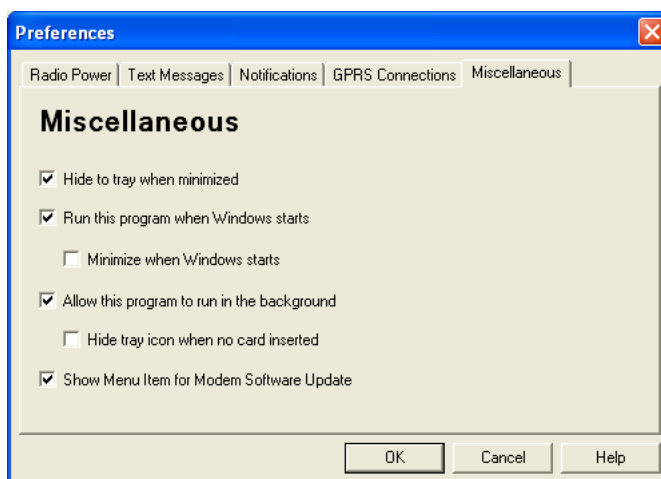 Preferences
Radio Power
Text Messages
Notifications
GPRS Connections
Miscellaneous
Miscellaneous
Hide to tray when minimized
Run this program when Windows starts
Minimize when Windows starts
Allow this program to run in the background
Hide tray icon when no card inserted
Show Menu Item for Modem Software Update
OK
Cancel
Help